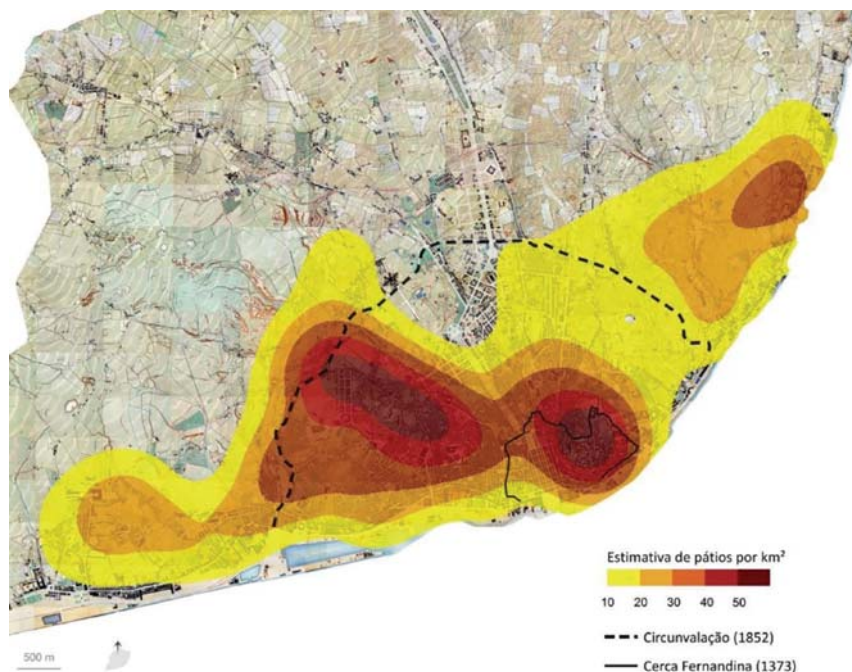 Estimativa de pátios por km²
10 20 30 40 50
Circunvalação (1852)
500 m
Cerca Fernandina (1373)